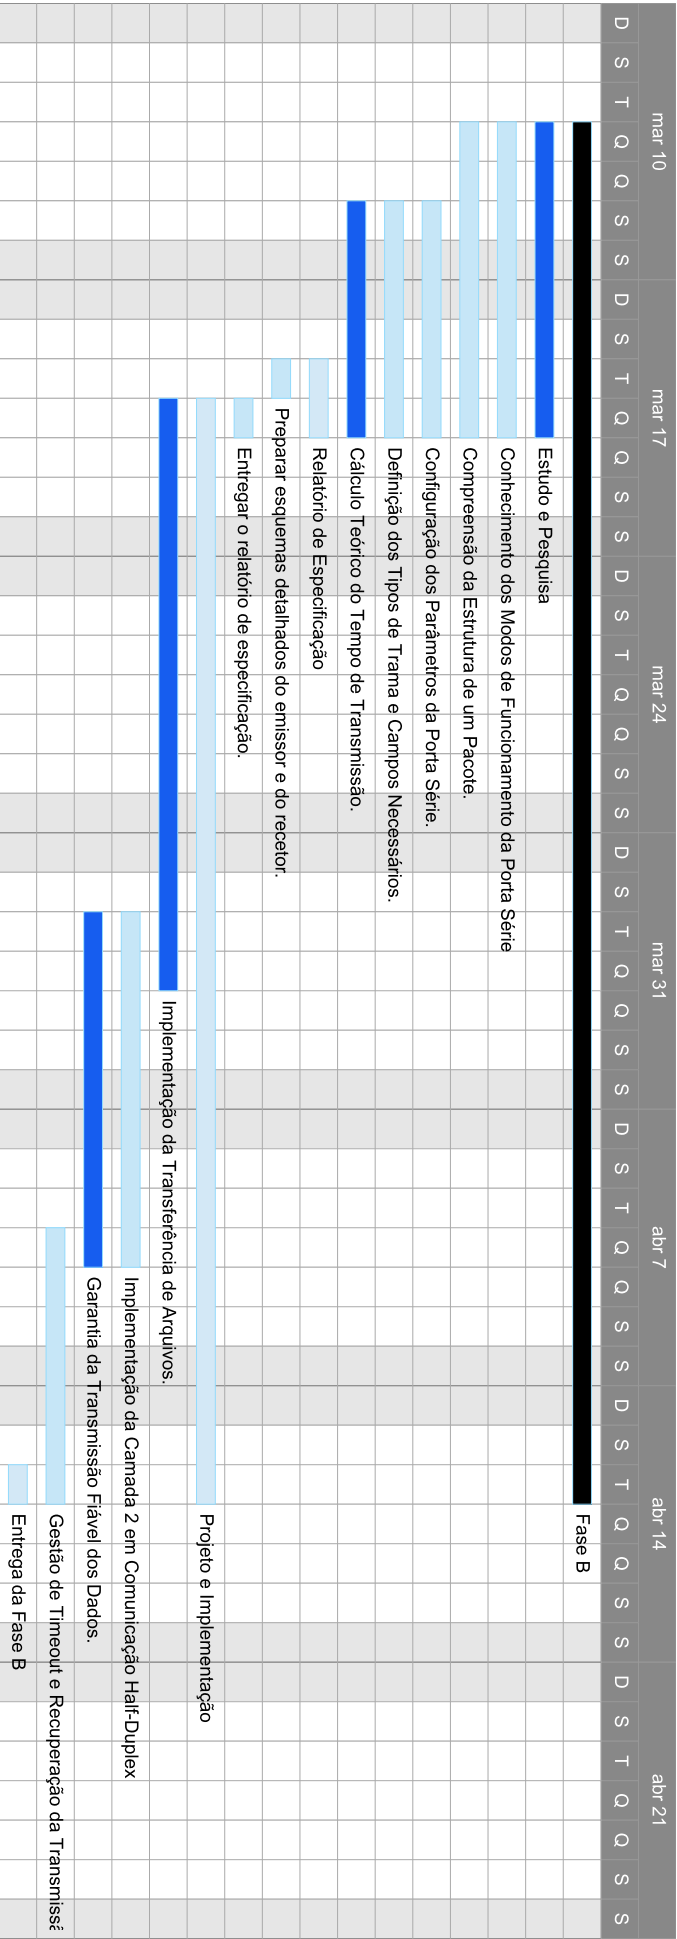 mar 10 mar 17 mar 24 mar 31 abr 7 abr 14 abr 21
D S T Q Q S S D S T Q Q S S D S T Q Q S S D S T Q Q S S D S T Q Q S S D S T Q Q S S D S T Q Q S S
Fase B
Estudo e Pesquisa
Conhecimento dos Modos de Funcionamento da Porta Série
Compreensão da Estrutura de um Pacote.
Configuração dos Parâmetros da Porta Série.
Definição dos Tipos de Trama e Campos Necessários.
Cálculo Teórico do Tempo de Transmissão.
Relatório de Especificação
Preparar esquemas detalhados do emissor e do recetor.
Entregar o relatório de especificação.
Projeto e Implementação
Implementação da Transferência de Arquivos.
Implementação da Camada 2 em Comunicação Half-Duplex
Garantia da Transmissão Fiável dos Dados.
Gestão de Timeout e Recuperação da
Entrega da Fase B